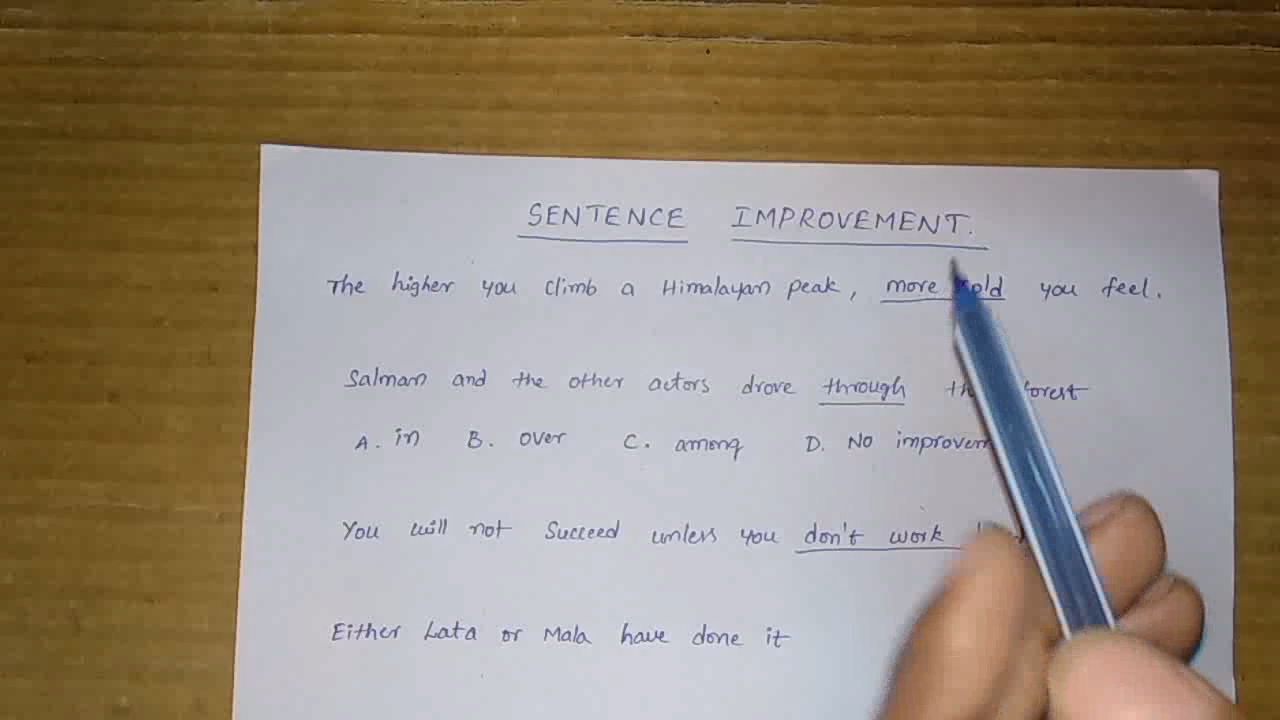 SENTENCE IMPROVEMENT.
The higher you climb a Himalayan peak, more cold you feel.
Salman and the other actors drove through the forest
A. in B. over C. among D. No improvem
You will not succeed unless you don't work
Either Lata or Mala have done it